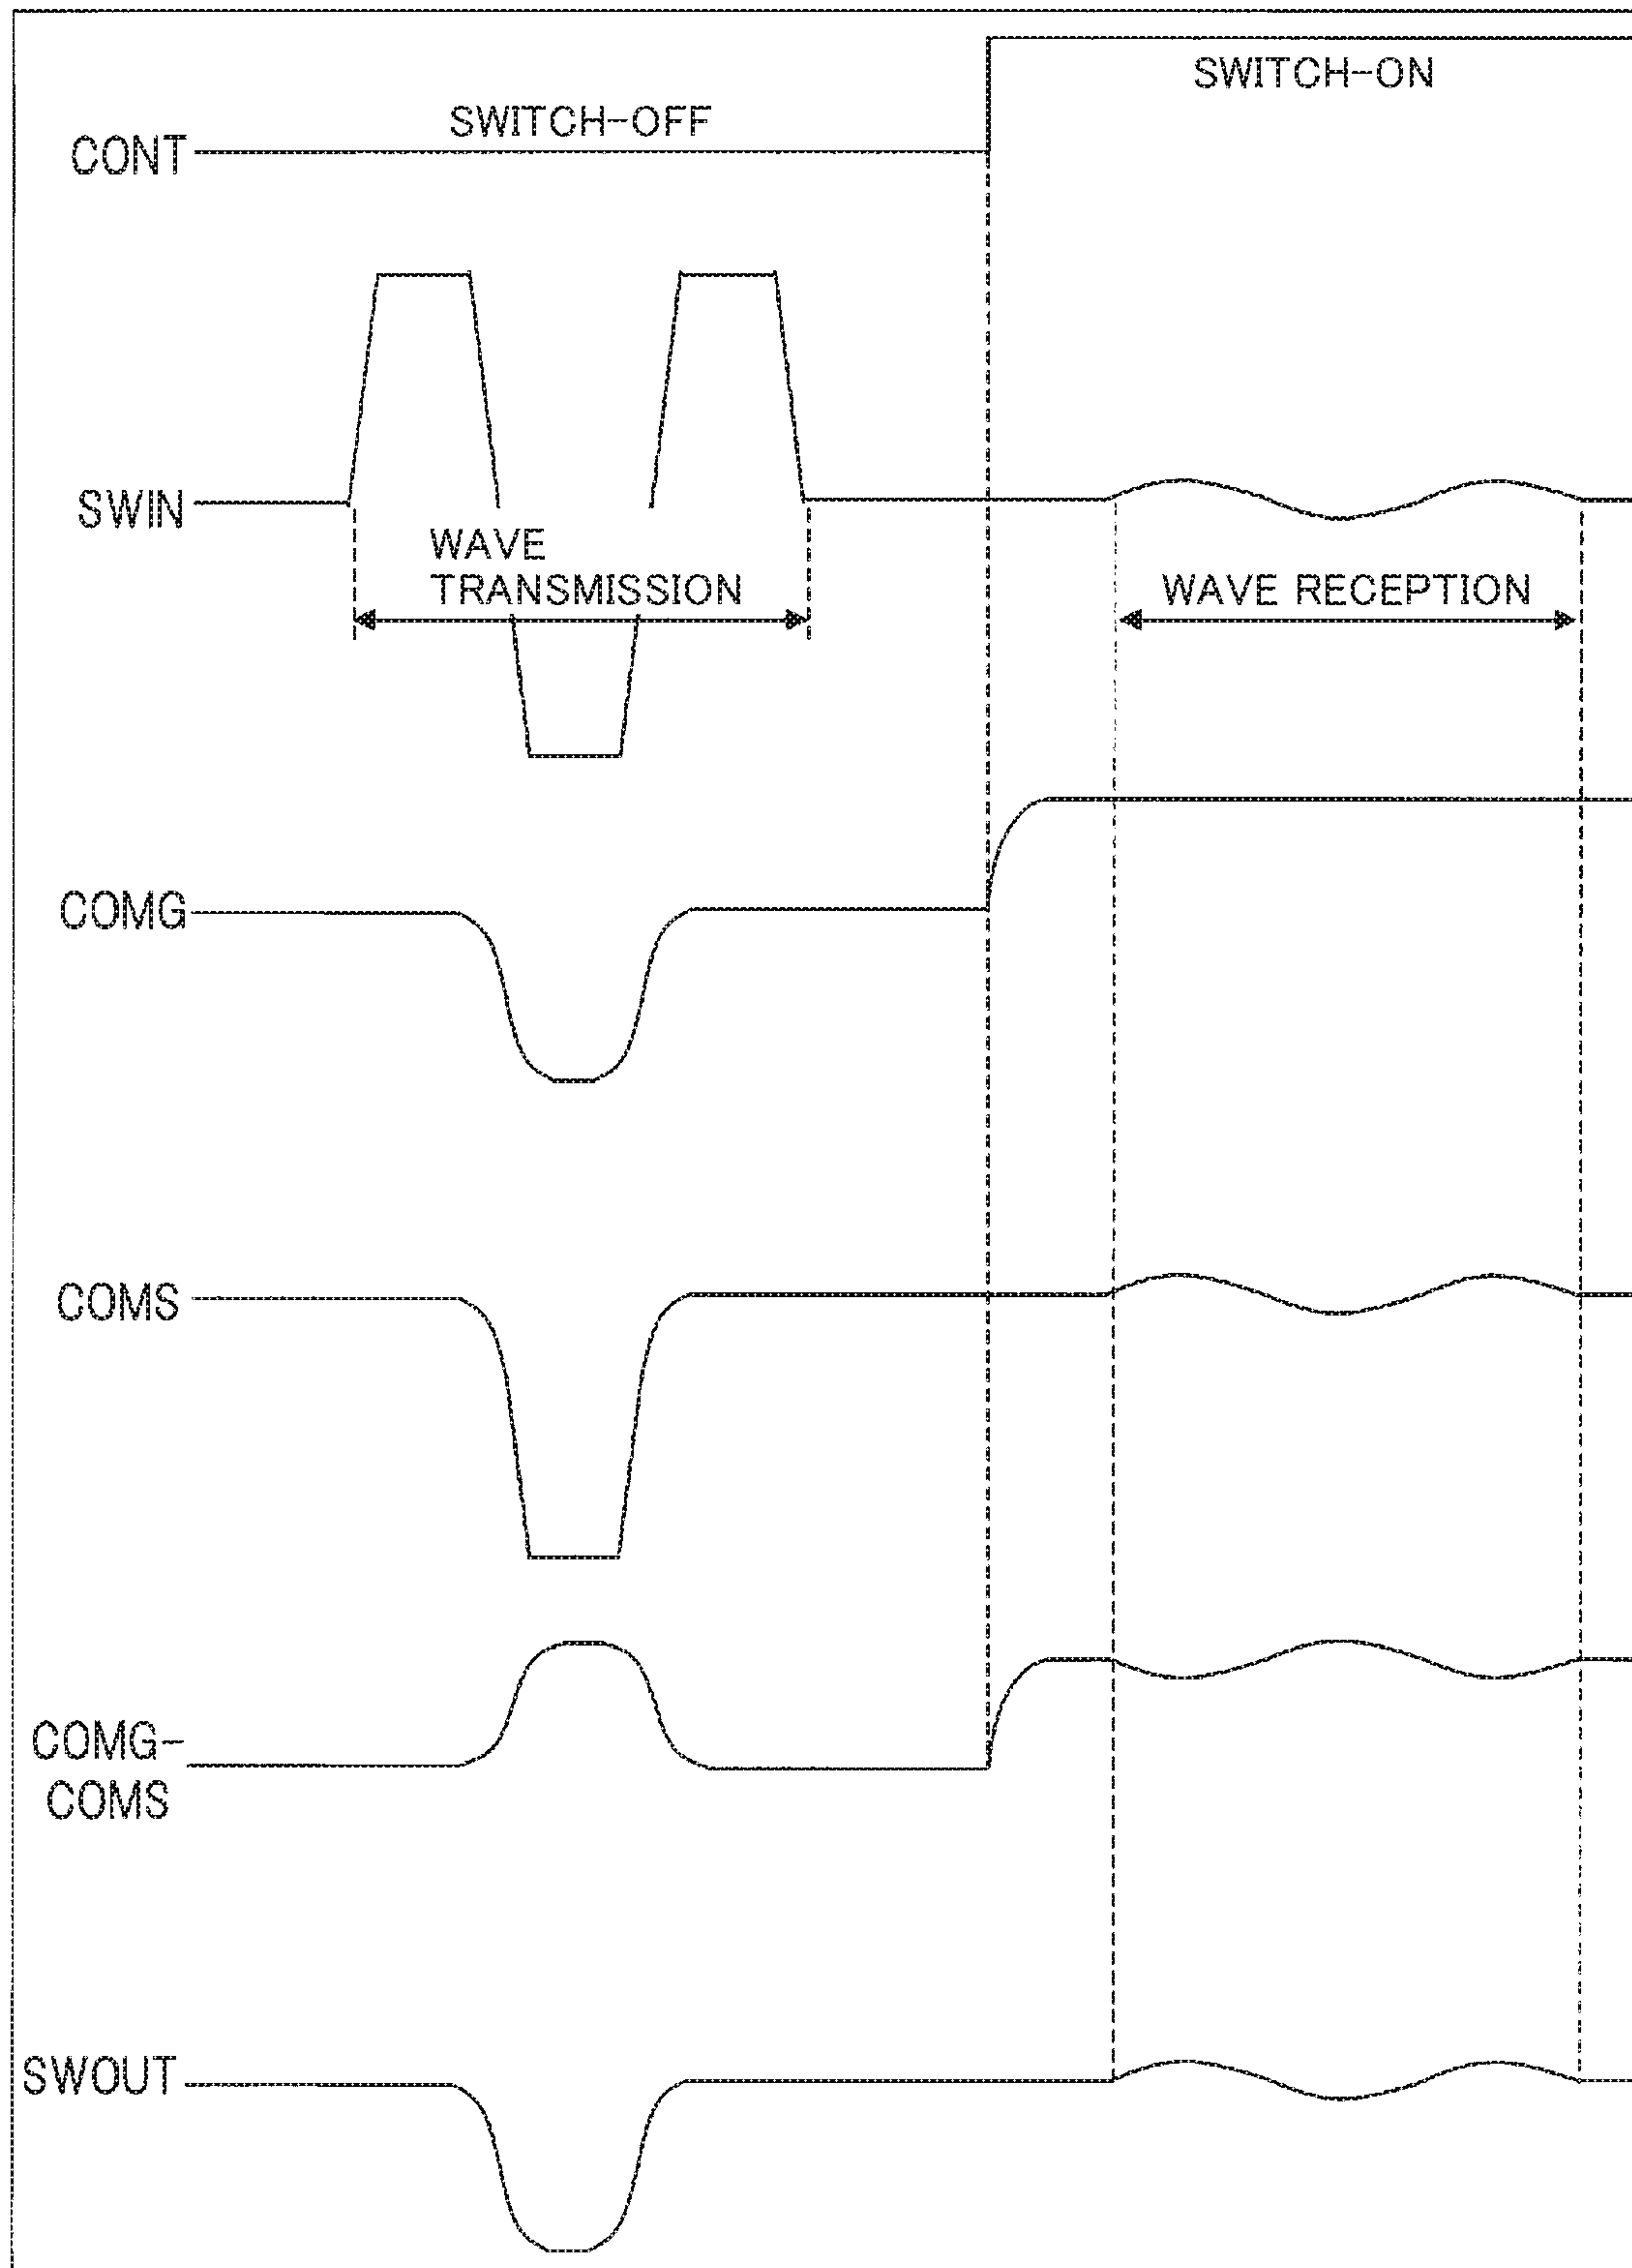 SWITCH-ON
SWITCH-OFF
CONT
SWIN
WAVE
TRANSMISSION
WAVE RECEPTION
COMG
COMS
COMG-
COMS
SWOUT